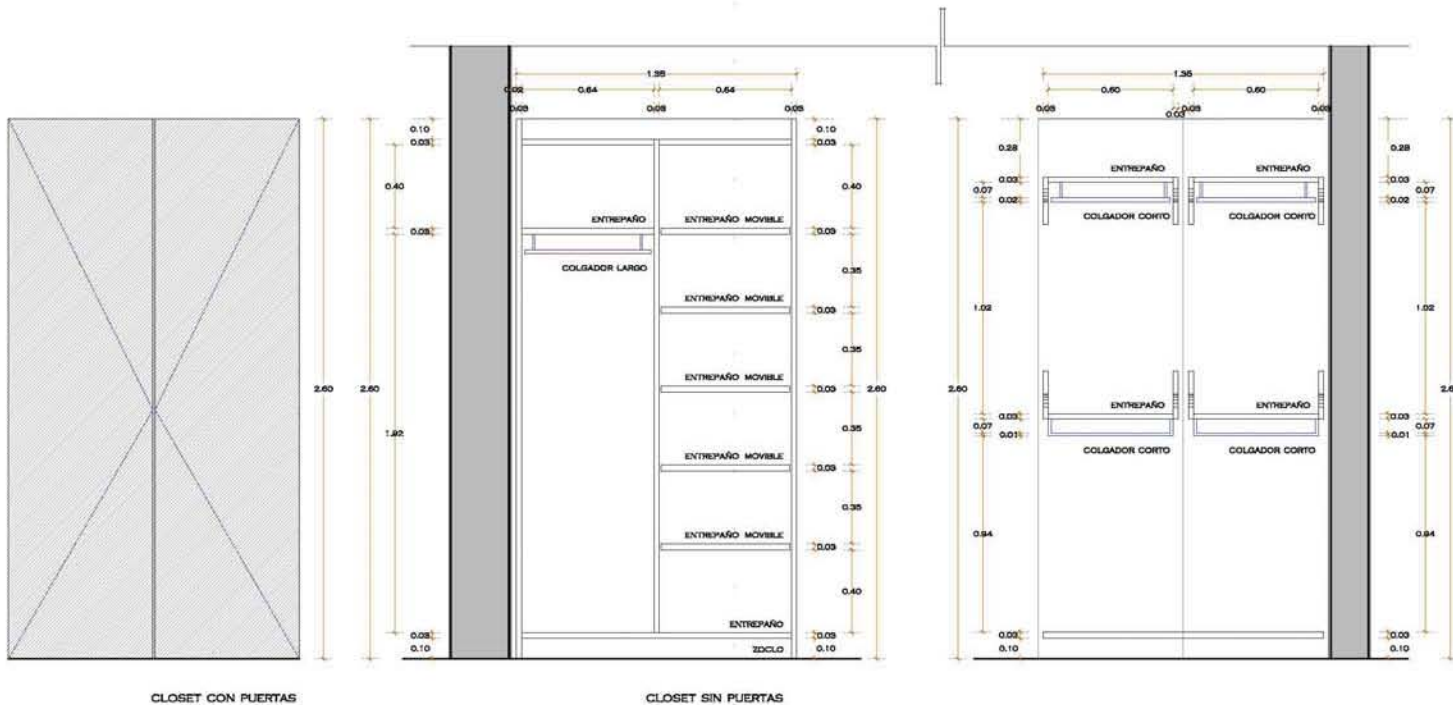 1.35
0.02 0.64 0.64
0.03 0.03 0.03
0.10
0.03
0.40
0.03
2.60
2.60
1.92
0.03
0.10
ENTREPAÑO
COLGADOR LARGO
ENTREPAÑO MOVIBLE
ENTREPAÑO MOVIBLE
ENTREPAÑO MOVIBLE
ENTREPAÑO MOVIBLE
ENTREPAÑO MOVIBLE
ENTREPAÑO
ZOCLO
0.10
0.03
0.40
0.03
0.35
0.03
0.35
0.03
0.35
0.03
0.35
0.03
0.40
0.03
0.10
2.60
1.35
0.60 0.60
0.03 0.03 0.03 0.03
2.60
0.28
0.03
0.07
0.02
1.02
0.03
0.07
0.01
0.94
0.03
0.10
ENTREPAÑO ENTREPAÑO
COLGADOR CORTO COLGADOR CORTO
ENTREPAÑO ENTREPAÑO
COLGADOR CORTO COLGADOR CORTO
0.28
0.03
0.07
0.02
1.02
0.03
0.07
0.01
0.94
0.03
0.10
CLOSET CON PUERTAS
CLOSET SIN PUERTAS